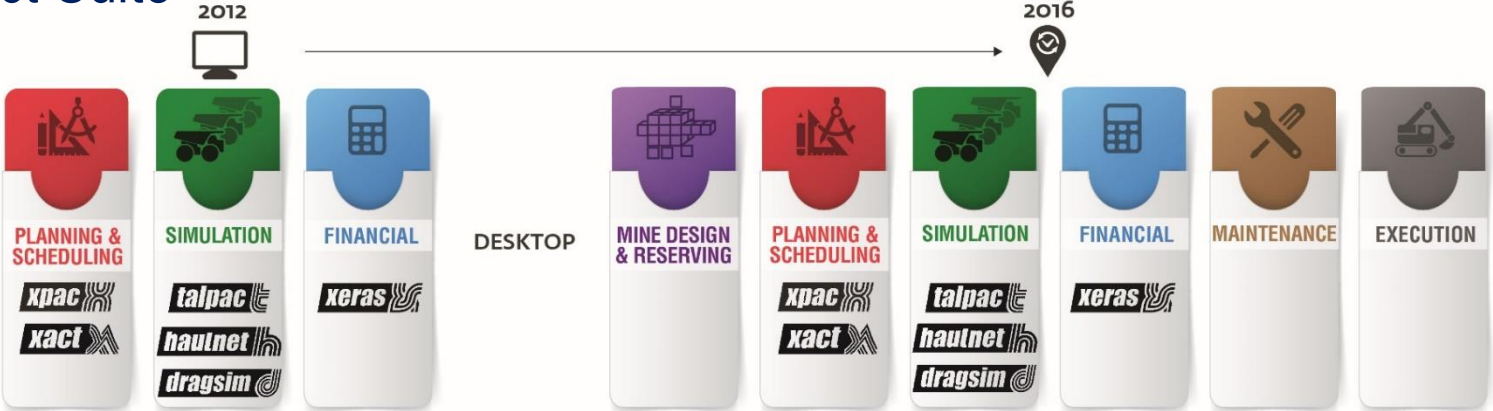 2012
2016
PLANNING &
SCHEDULING
xpac
xact
SIMULATION
talpac
haulnet
dragsim
FINANCIAL
xeras
DESKTOP
MINE DESIGN
& RESERVING
PLANNING &
SCHEDULING
xpac
xact
SIMULATION
talpac
haulnet
dragsim
FINANCIAL
xeras
MAINTENANCE
EXECUTION